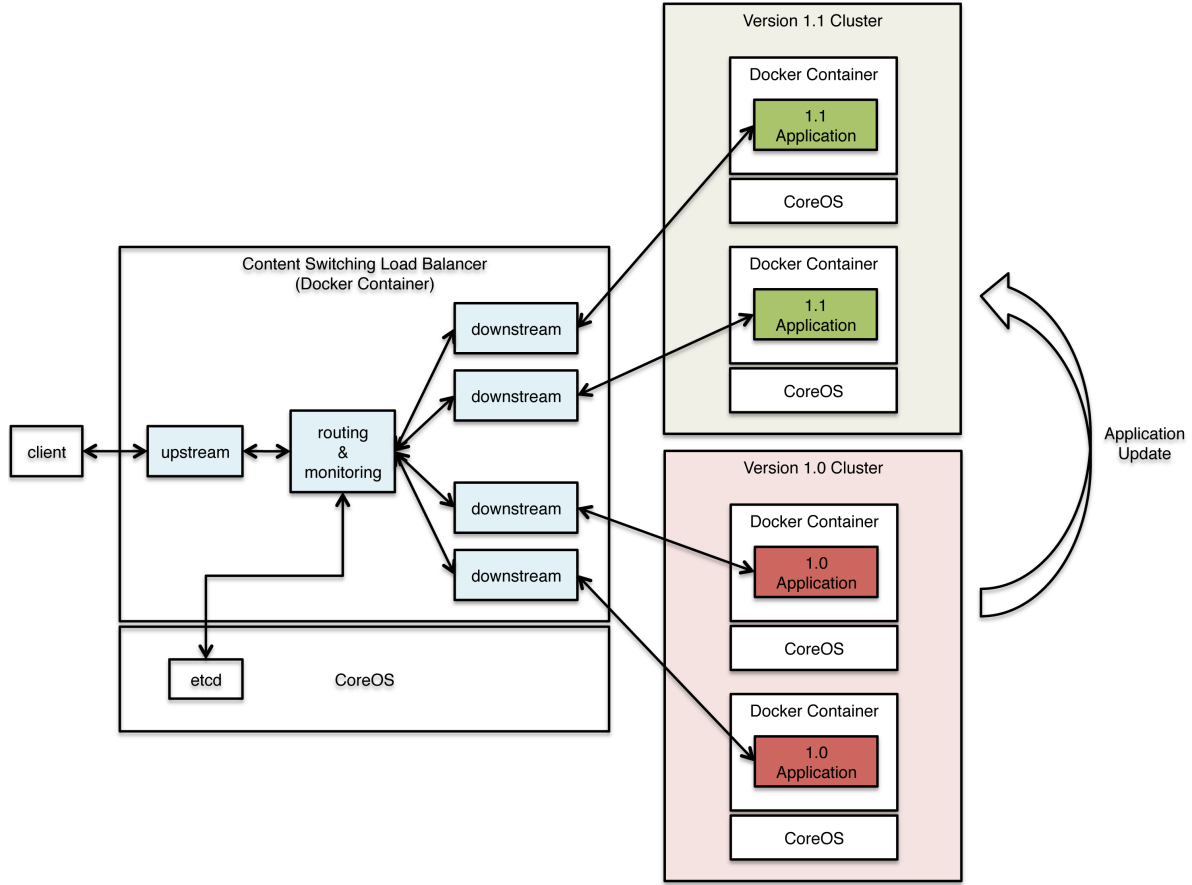 Version 1.1 Cluster
Docker Container
1.1
Application
CoreOS
Docker Container
1.1
Application
CoreOS
Content Switching Load Balancer
(Docker Container)
downstream
downstream
client
upstream
routing
&
monitoring
downstream
downstream
etcd
CoreOS
Version 1.0 Cluster
Docker Container
1.0
Application
CoreOS
Docker Container
1.0
Application
CoreOS
Application
Update